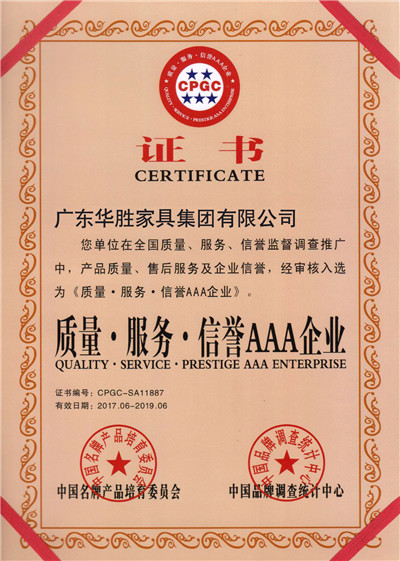 质量·服务·信誉AAA企业
CPGC
QUALITY·SERVICE·PRESTIGE AAA ENTERPRISE
证书
CERTIFICATE
广东华胜家具集团有限公司
您单位在全国质量、服务、信誉监督调查推广
中，产品质量、售后服务及企业信誉，经审核入选
为《质量·服务·信誉AAA企业》。
质量·服务·信誉AAA企业
QUALITY·SERVICE·PRESTIGE AAA ENTERPRISE
证书编号：CPGC-SA11887
有效日期：2017.06-2019.06
中国名牌产品培育委员会
中国品牌调查统计中心
中国名牌产品培育委员会
中国品牌调查统计中心